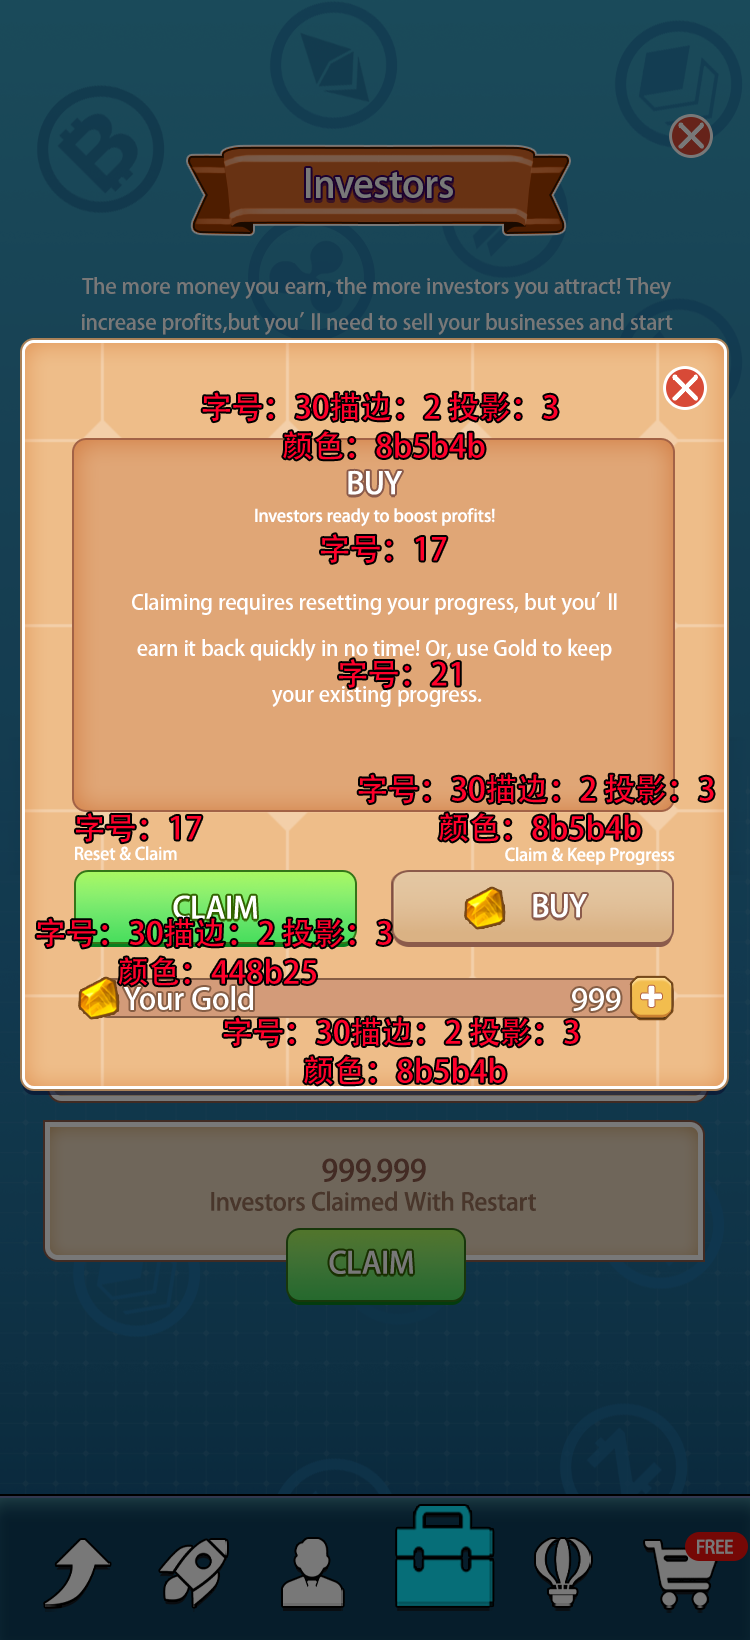 Investors
The more money you earn, the more investors you attract! They
increase profits,but you' ll need to sell your businesses and start
字号：30描边：2 投影：3
颜色：8b5b4b
BUY
Investors ready to boost profits!
字号：17
Claiming requires resetting your progress, but you' ll
earn it back quickly in no time! Or, use Gold to keep
字号：21
your existing progress.
字号：30描边：2 投影：3
字号：17
颜色：8b5b4b
Reset & Claim
Claim & Keep Progress
CLAIM
BUY
字号：30描边：2 投影：3
颜色：448b25
Your Gold
999
字号：30描边：2 投影：3
颜色：8b5b4b
999.999
Investors Claimed With Restart
CLAIM
FREE